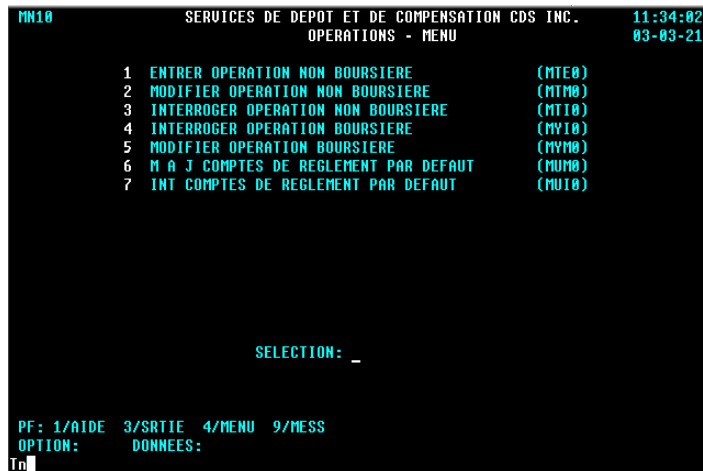 MN10 SERVICES DE DEPOT ET DE COMPENSATION CDS INC. 11:34:02
OPERATIONS - MENU 03-03-21
1 ENTRER OPERATION NON BOURSIERE (MTE0)
2 MODIFIER OPERATION NON BOURSIERE (MTM0)
3 INTERROGER OPERATION NON BOURSIERE (MTI0)
4 INTERROGER OPERATION BOURSIERE (MYI0)
5 MODIFIER OPERATION BOURSIERE (MYM0)
6 M A J COMPTES DE REGLEMENT PAR DEFAUT (MUM0)
7 INT COMPTES DE REGLEMENT PAR DEFAUT (MUI0)
SELECTION: _
PF: 1/AIDE 3/SRTIE 4/MENU 9/MESS
OPTION: DONNEES:
Tn